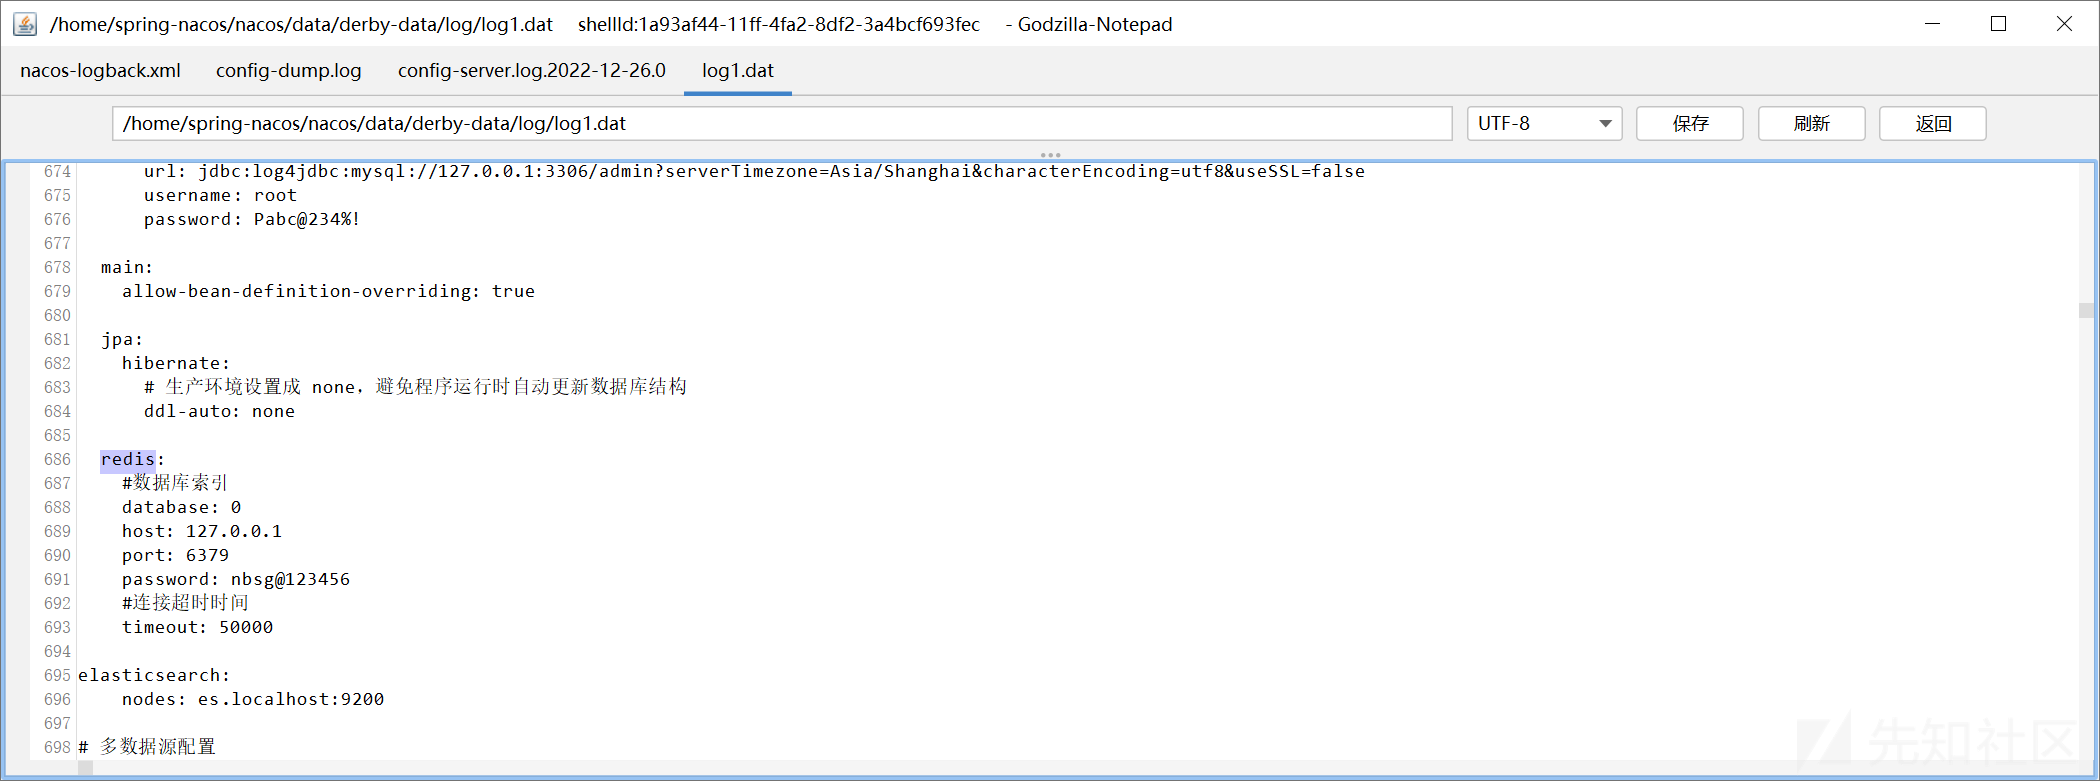 /home/spring-nacos/nacos/data/derby-data/log/log1.dat shellId:1a93af44-11ff-4fa2-8df2-3a4bcf693fec - Godzilla-Notepad
nacos-logback.xml config-dump.log config-server.log.2022-12-26.0 log1.dat
/home/spring-nacos/nacos/data/derby-data/log/log1.dat UTF-8 保存 刷新 返回
674 url: jdbc:log4jdbc:mysql://127.0.0.1:3306/admin?serverTimezone=Asia/Shanghai&characterEncoding=utf8&useSSL=false
675 username: root
676 password: Pabc@234%!
677
678 main:
679 allow-bean-definition-overriding: true
680
681 jpa:
682 hibernate:
683 # 生产环境设置成 none，避免程序运行时自动更新数据库结构
684 ddl-auto: none
685
686 redis:
687 #数据库索引
688 database: 0
689 host: 127.0.0.1
690 port: 6379
691 password: nbsg@123456
692 #连接超时时间
693 timeout: 50000
694
695 elasticsearch:
696 nodes: es.localhost:9200
697
698 # 多数据源配置
先知社区